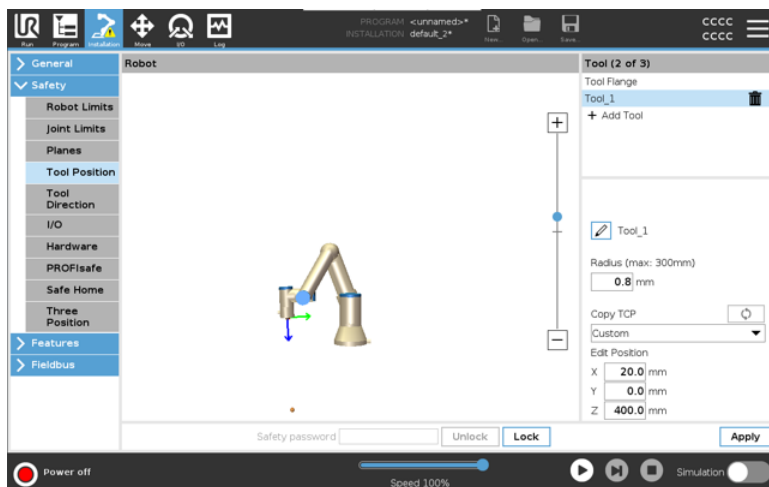 UR
PROGRAM <unnamed>*
INSTALLATION default_2*
CCCC
CCCC
Run Program Installation Move I/O Log New... Open... Save...
General
Safety
Robot Limits
Joint Limits
Planes
Tool Position
Tool
Direction
I/O
Hardware
PROFIsafe
Safe Home
Three
Position
Features
Fieldbus
Robot
+
−
Tool (2 of 3)
Tool Flange
Tool_1
+ Add Tool
Tool_1
Radius (max: 300mm)
0.8 mm
Copy TCP
Custom
Edit Position
X 20.0 mm
Y 0.0 mm
Z 400.0 mm
Safety password Unlock Lock
Apply
Power off
Speed 100%
Simulation